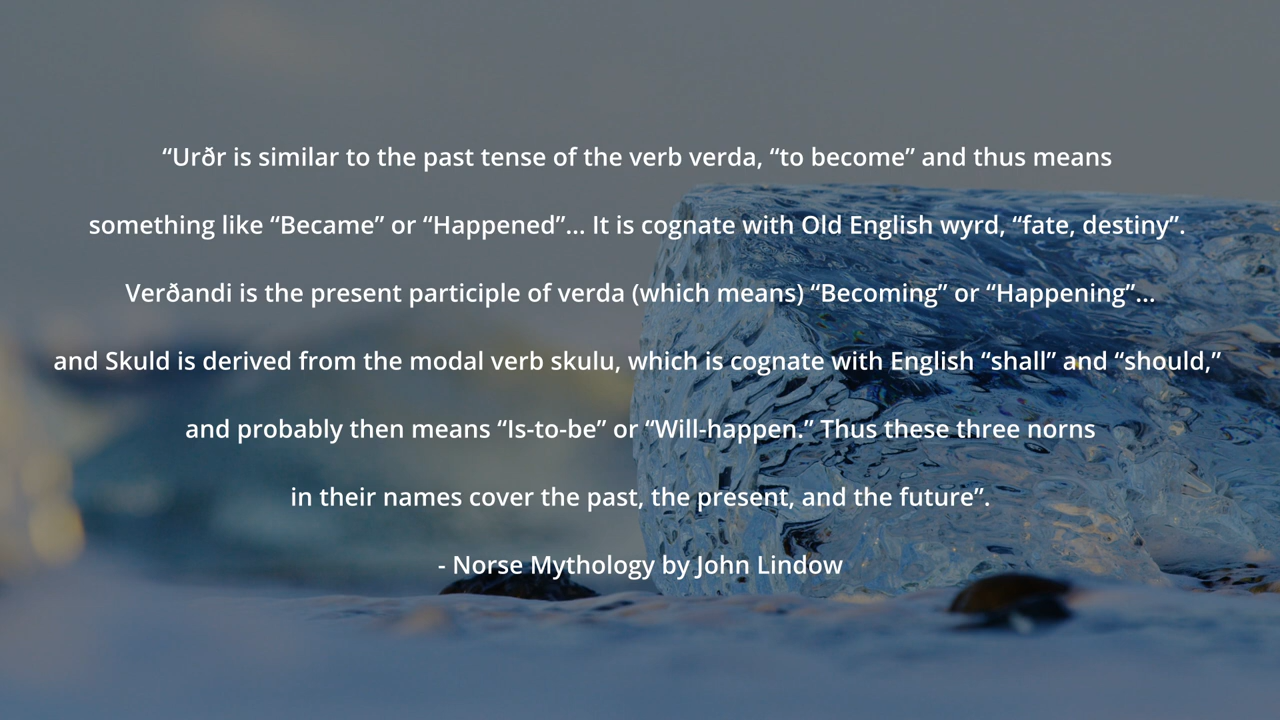 “Urðr is similar to the past tense of the verb verda, “to become” and thus means
something like “Became” or “Happened”... It is cognate with Old English wyrd, “fate, destiny”.
Verðandi is the present participle of verda (which means) “Becoming” or “Happening”...
and Skuld is derived from the modal verb skulu, which is cognate with English “shall” and “should,”
and probably then means “Is-to-be” or “Will-happen.” Thus these three norns
in their names cover the past, the present, and the future”.
- Norse Mythology by John Lindow